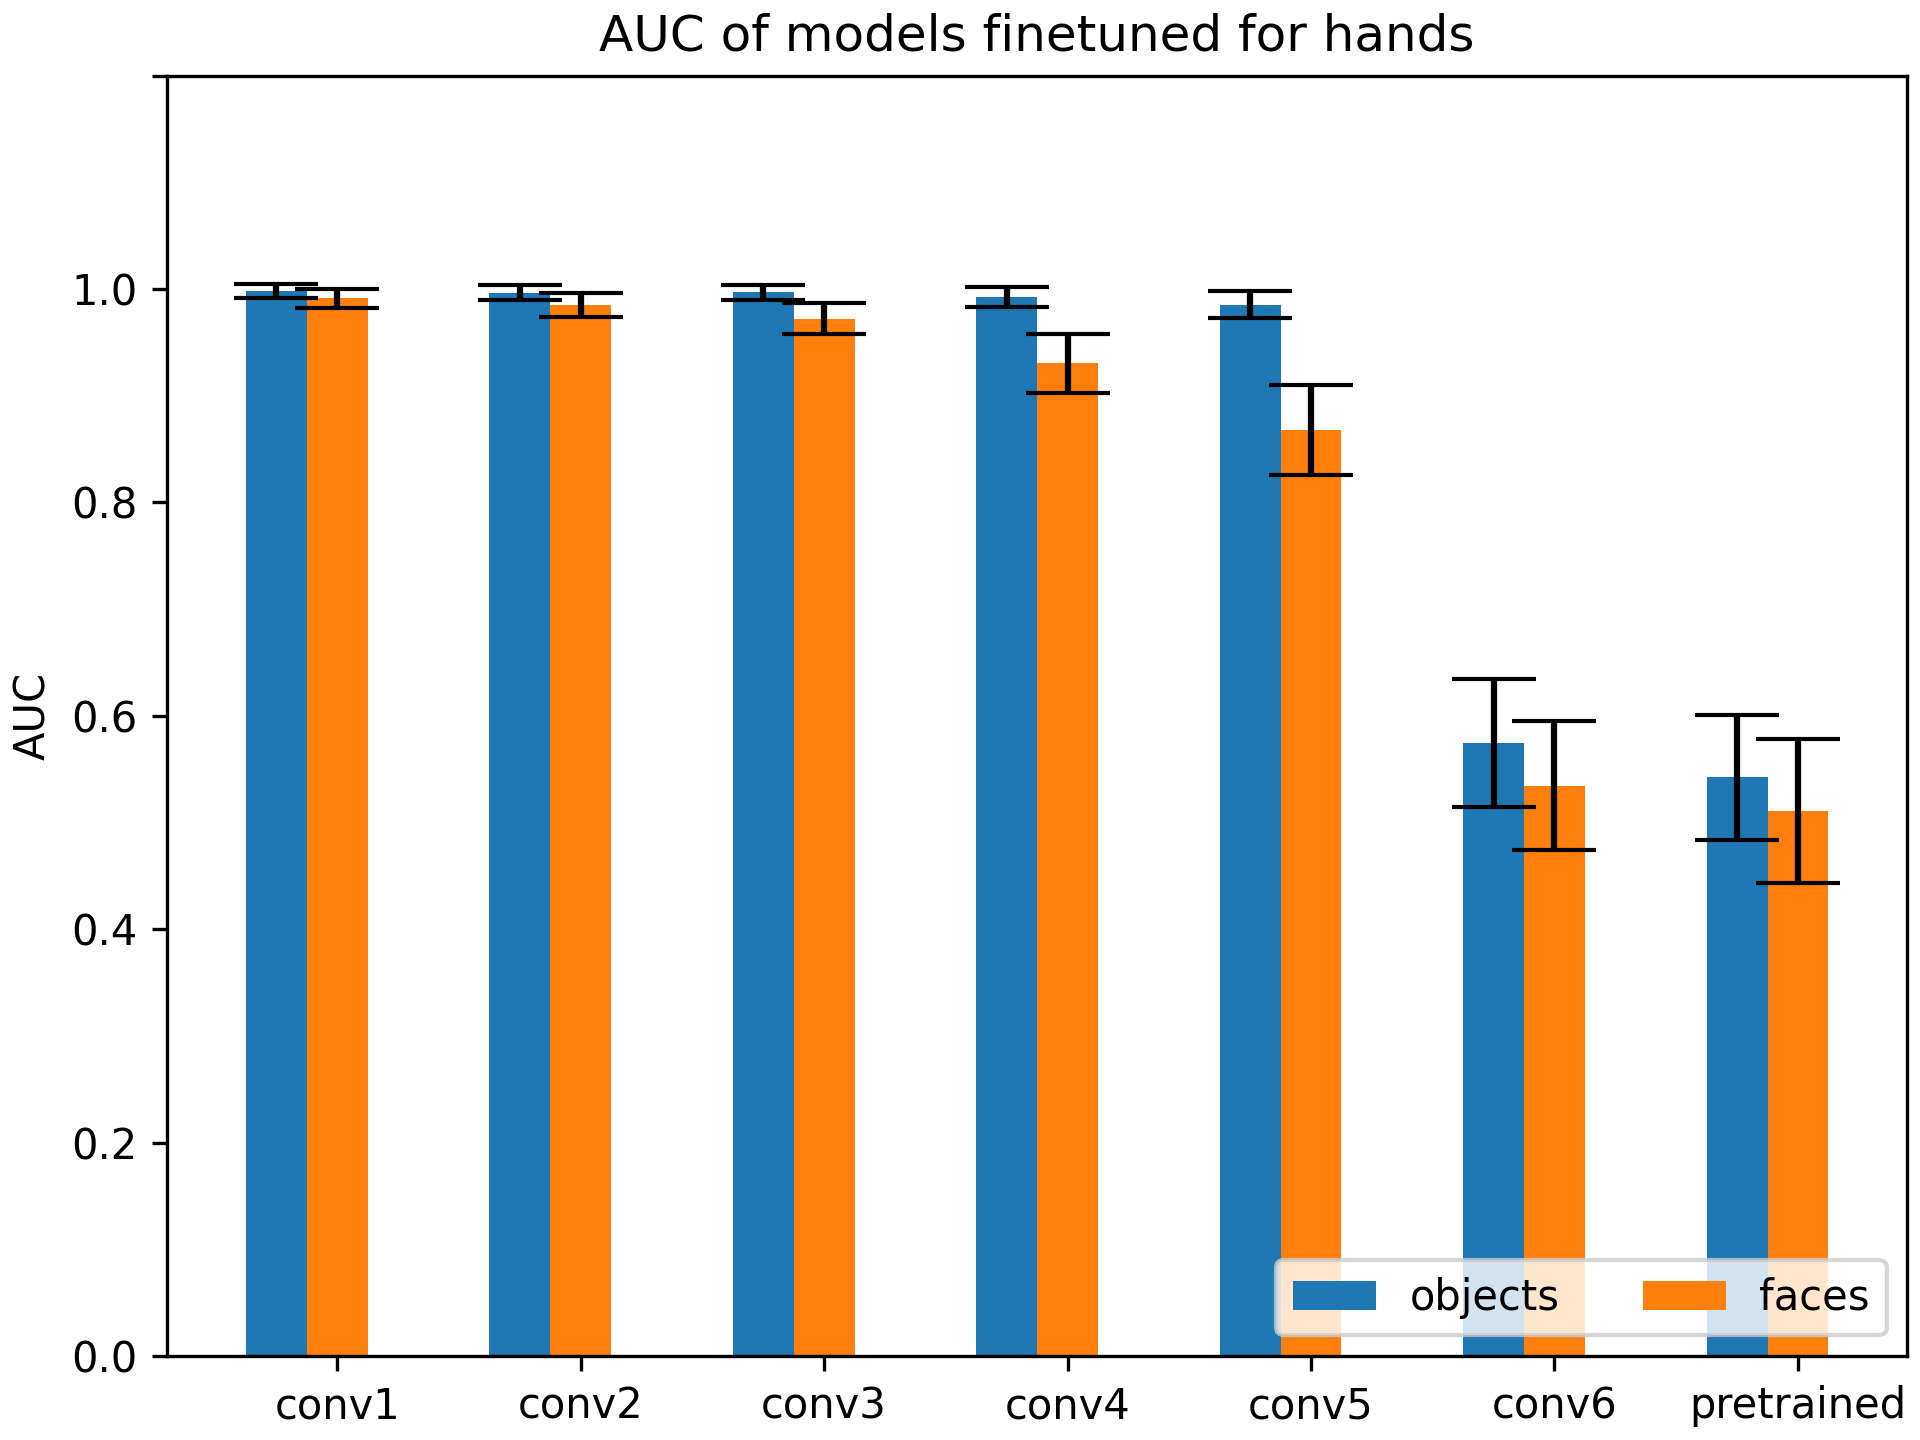 AUC of models finetuned for hands
AUC
1.0
0.8
0.6
0.4
0.2
0.0
conv1 conv2 conv3 conv4 conv5 conv6 pretrained
objects faces